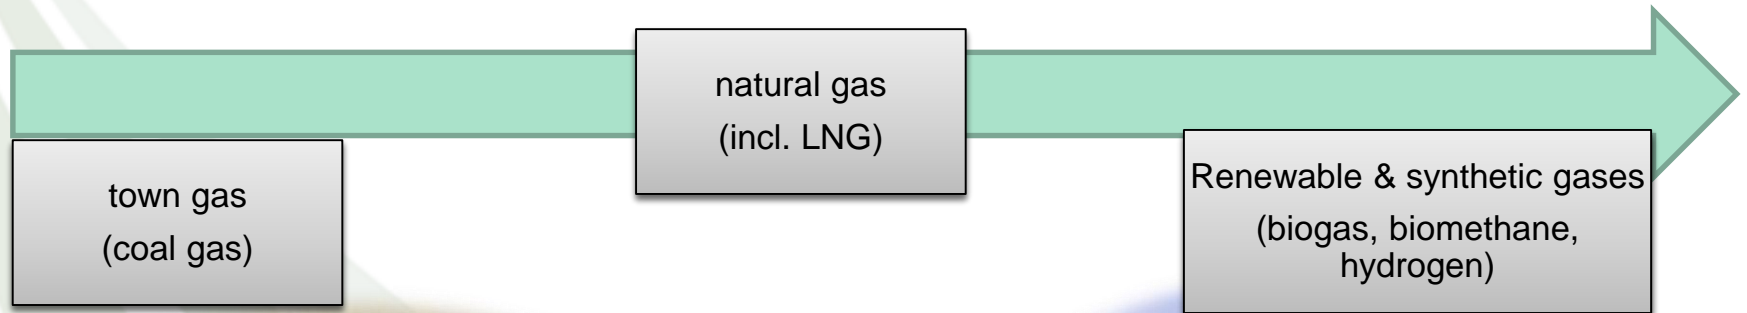 town gas
(coal gas)
natural gas
(incl. LNG)
Renewable & synthetic gases
(biogas, biomethane,
hydrogen)